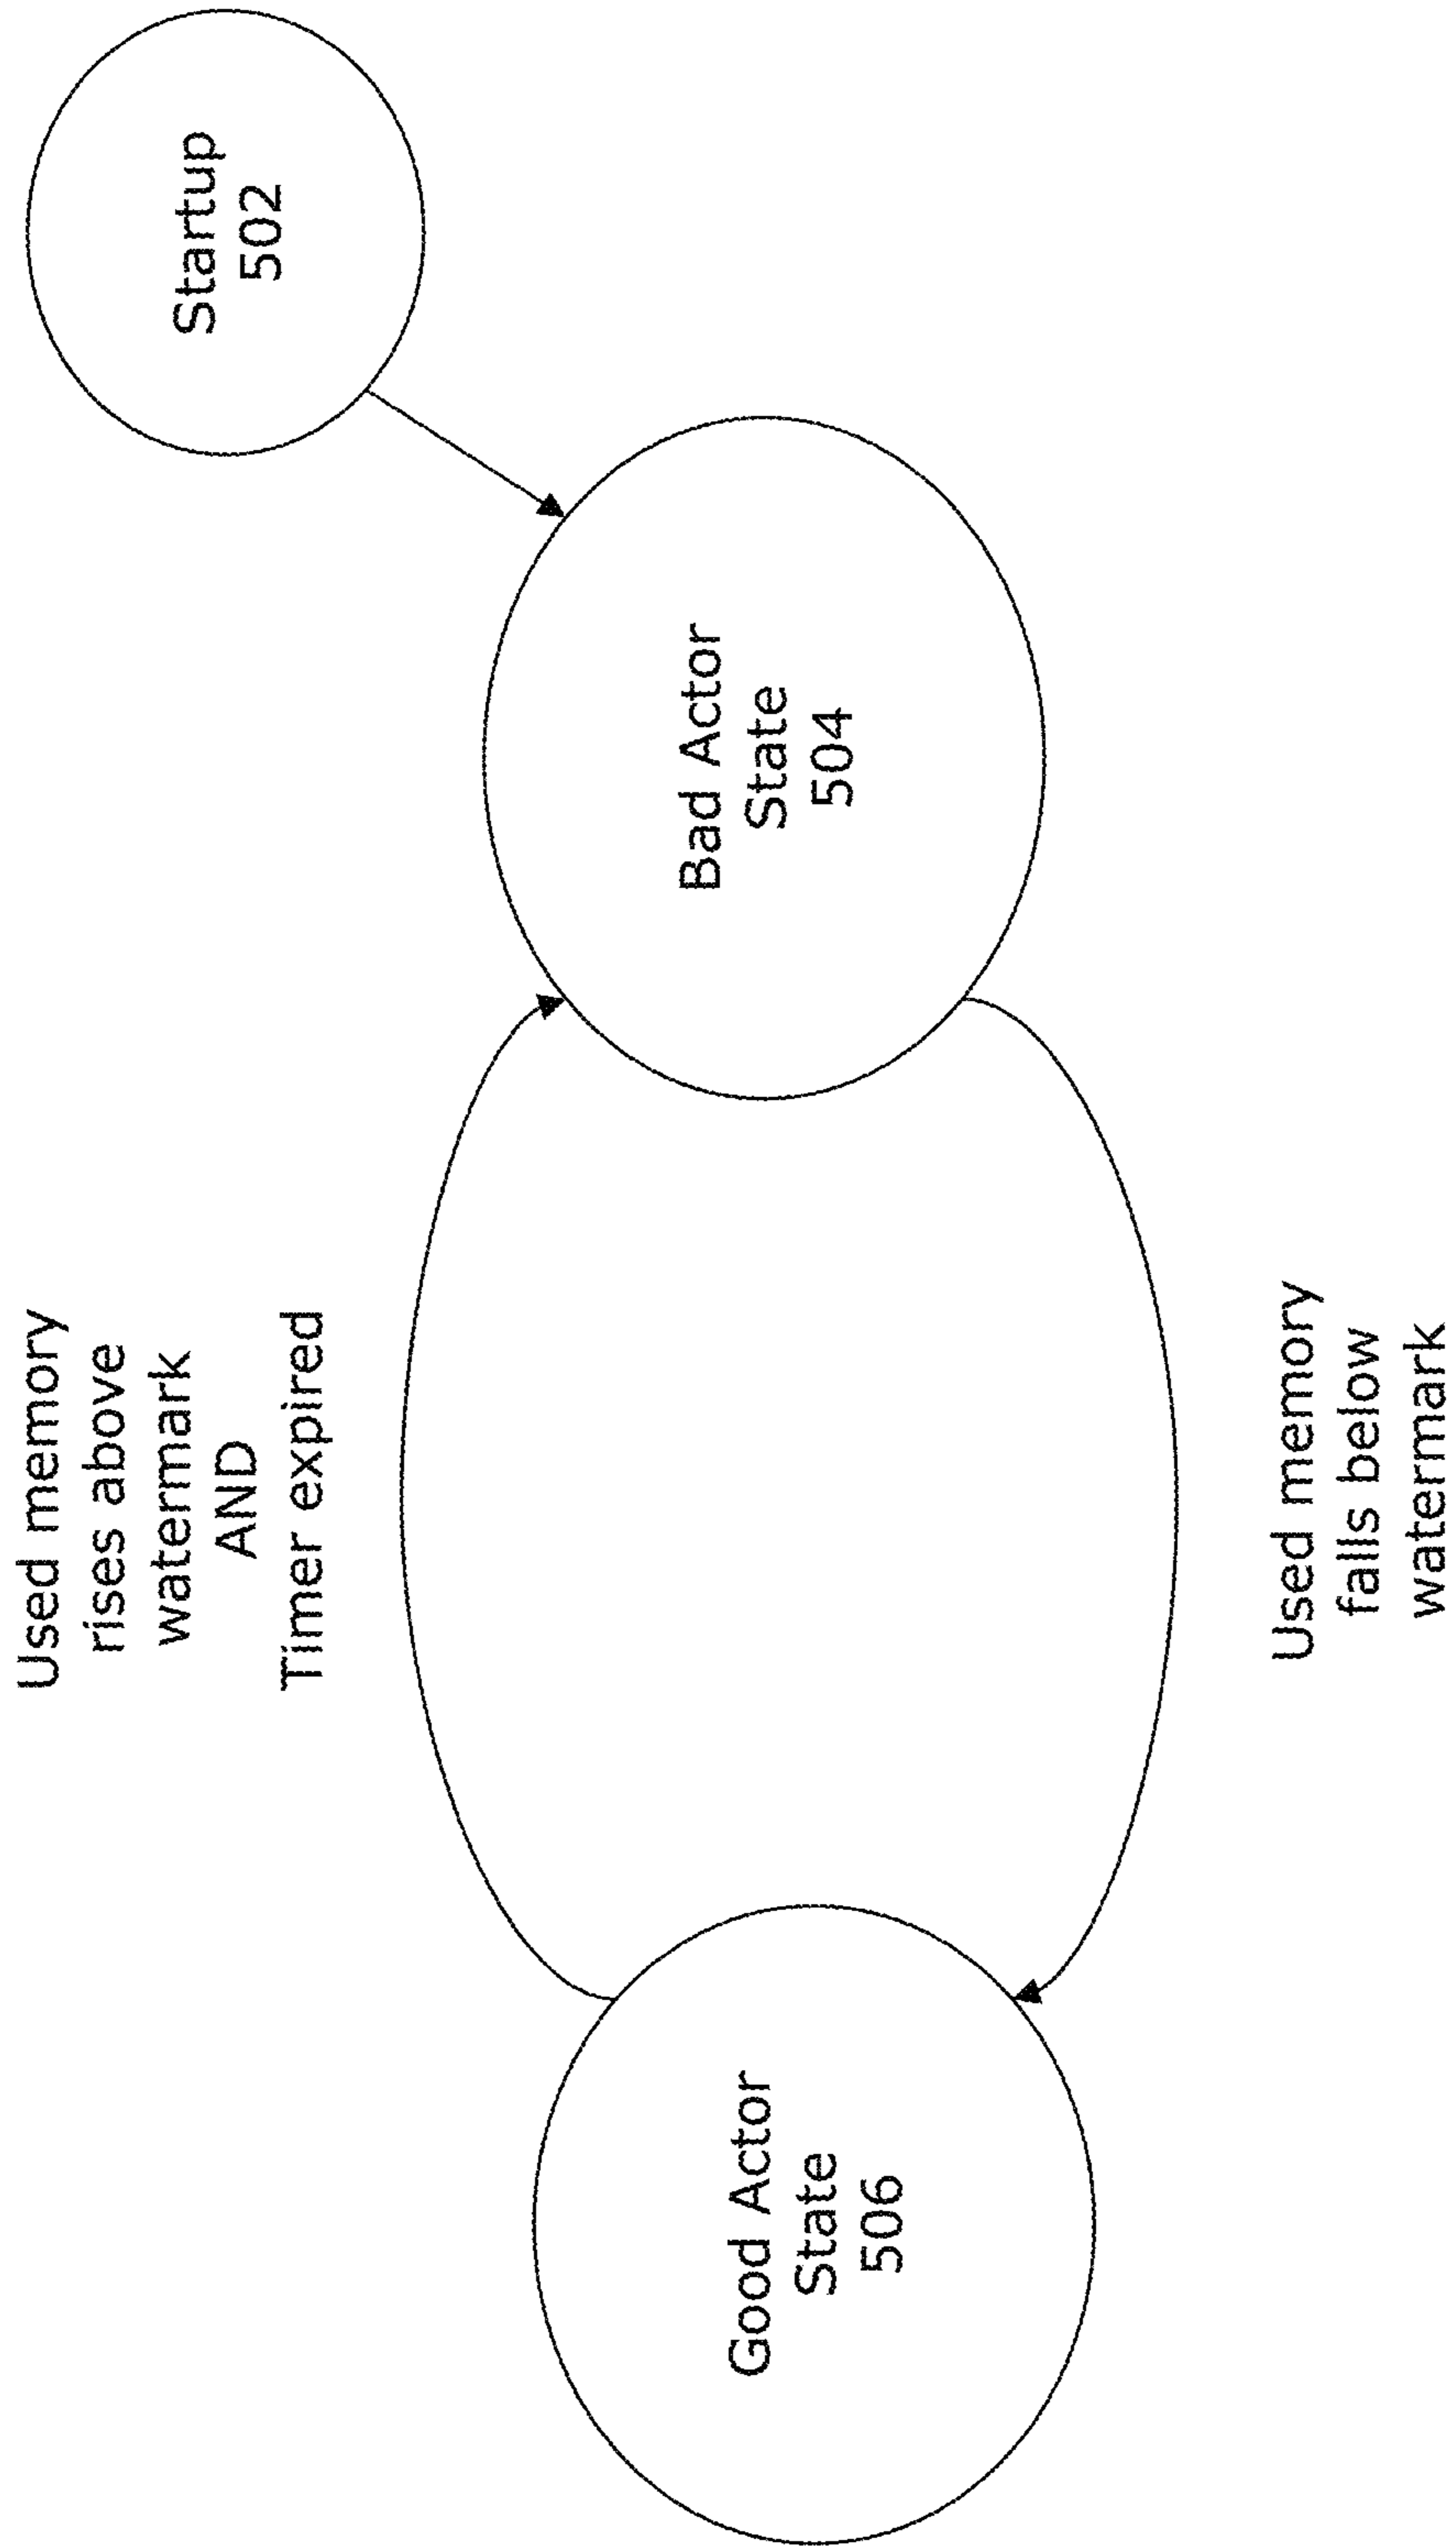 Used memory
rises above
watermark
AND
Timer expired
Startup
502
Good Actor
State
506
Bad Actor
State
504
Used memory
falls below
watermark